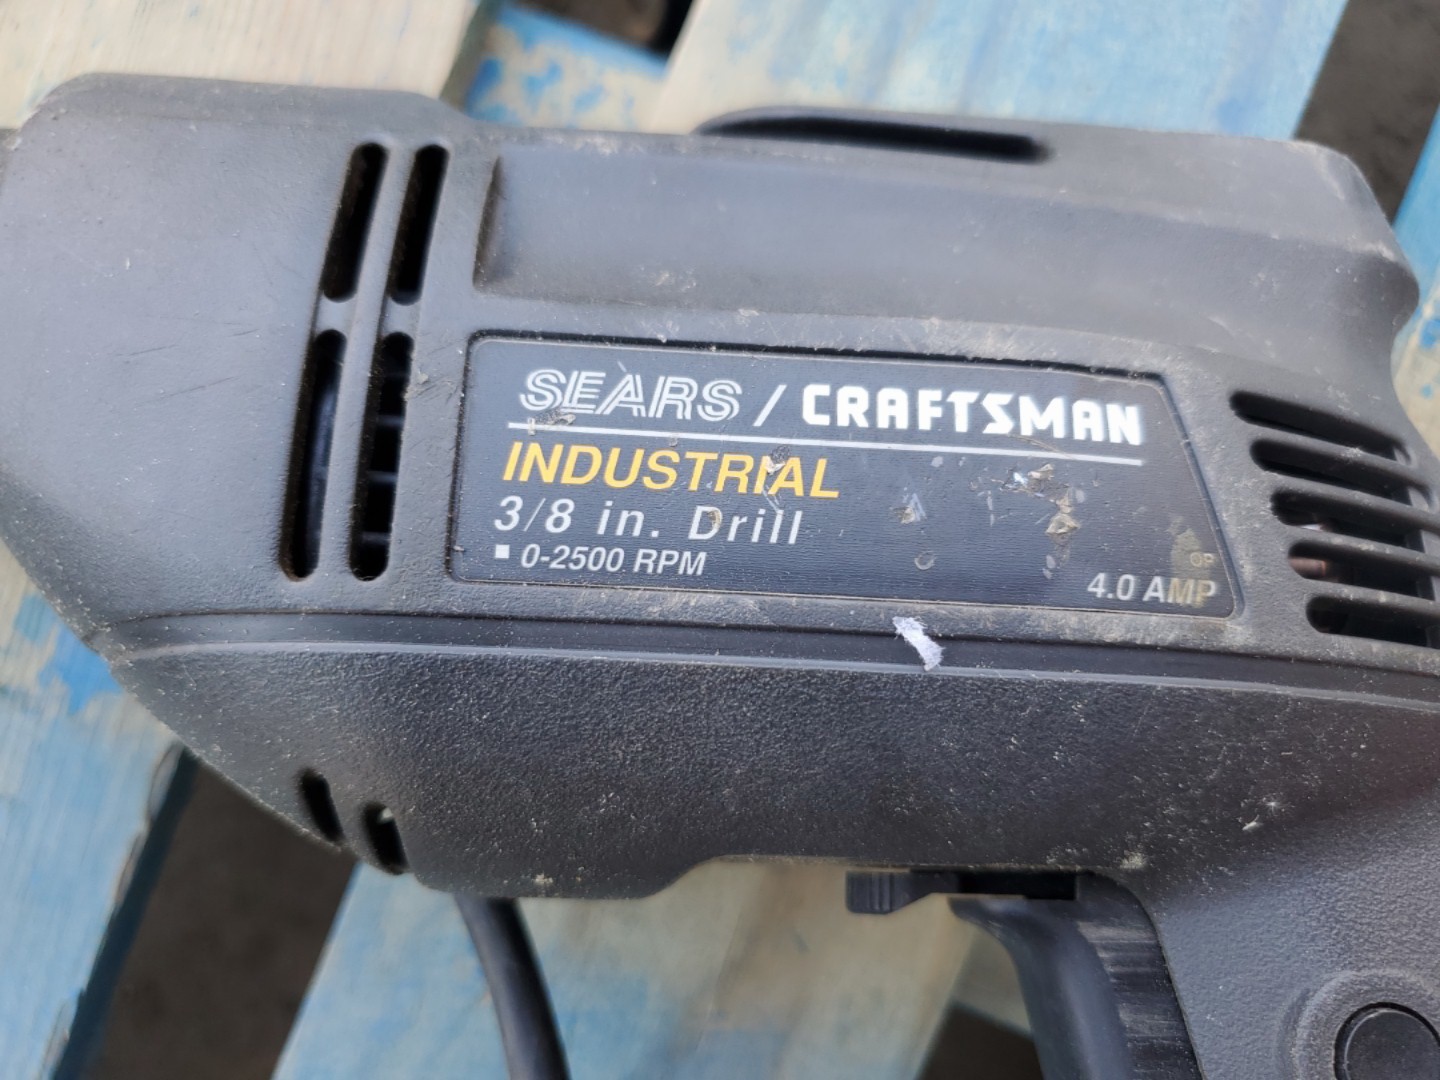 SEARS / CRAFTSMAN
INDUSTRIAL
3/8 in. Drill
▪ 0-2500 RPM
4.0 AMP